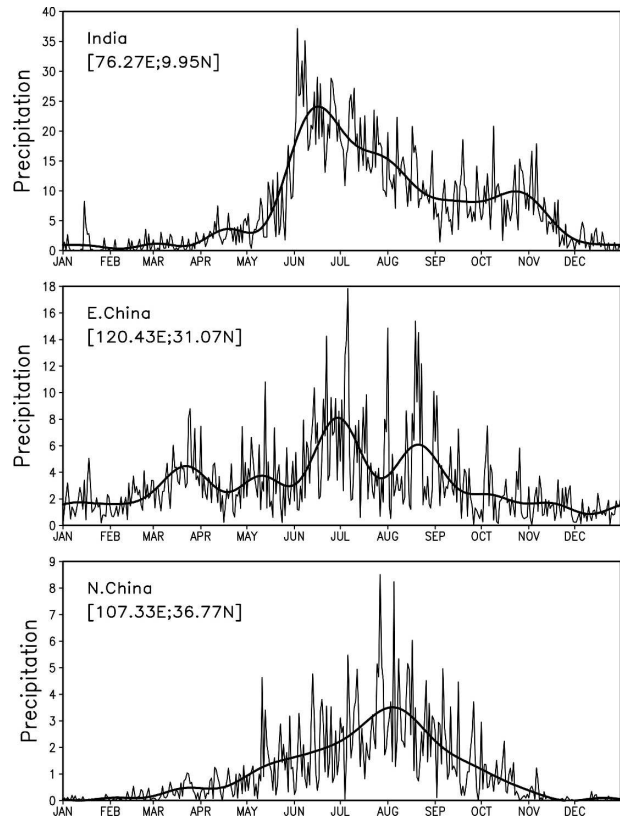 India
[76.27E;9.95N]
Precipitation
40
35
30
25
20
15
10
5
0
JAN FEB MAR APR MAY JUN JUL AUG SEP OCT NOV DEC
E.China
[120.43E;31.07N]
Precipitation
18
16
14
12
10
8
6
4
2
0
JAN FEB MAR APR MAY JUN JUL AUG SEP OCT NOV DEC
N.China
[107.33E;36.77N]
Precipitation
9
8
7
6
5
4
3
2
1
0
JAN FEB MAR APR MAY JUN JUL AUG SEP OCT NOV DEC